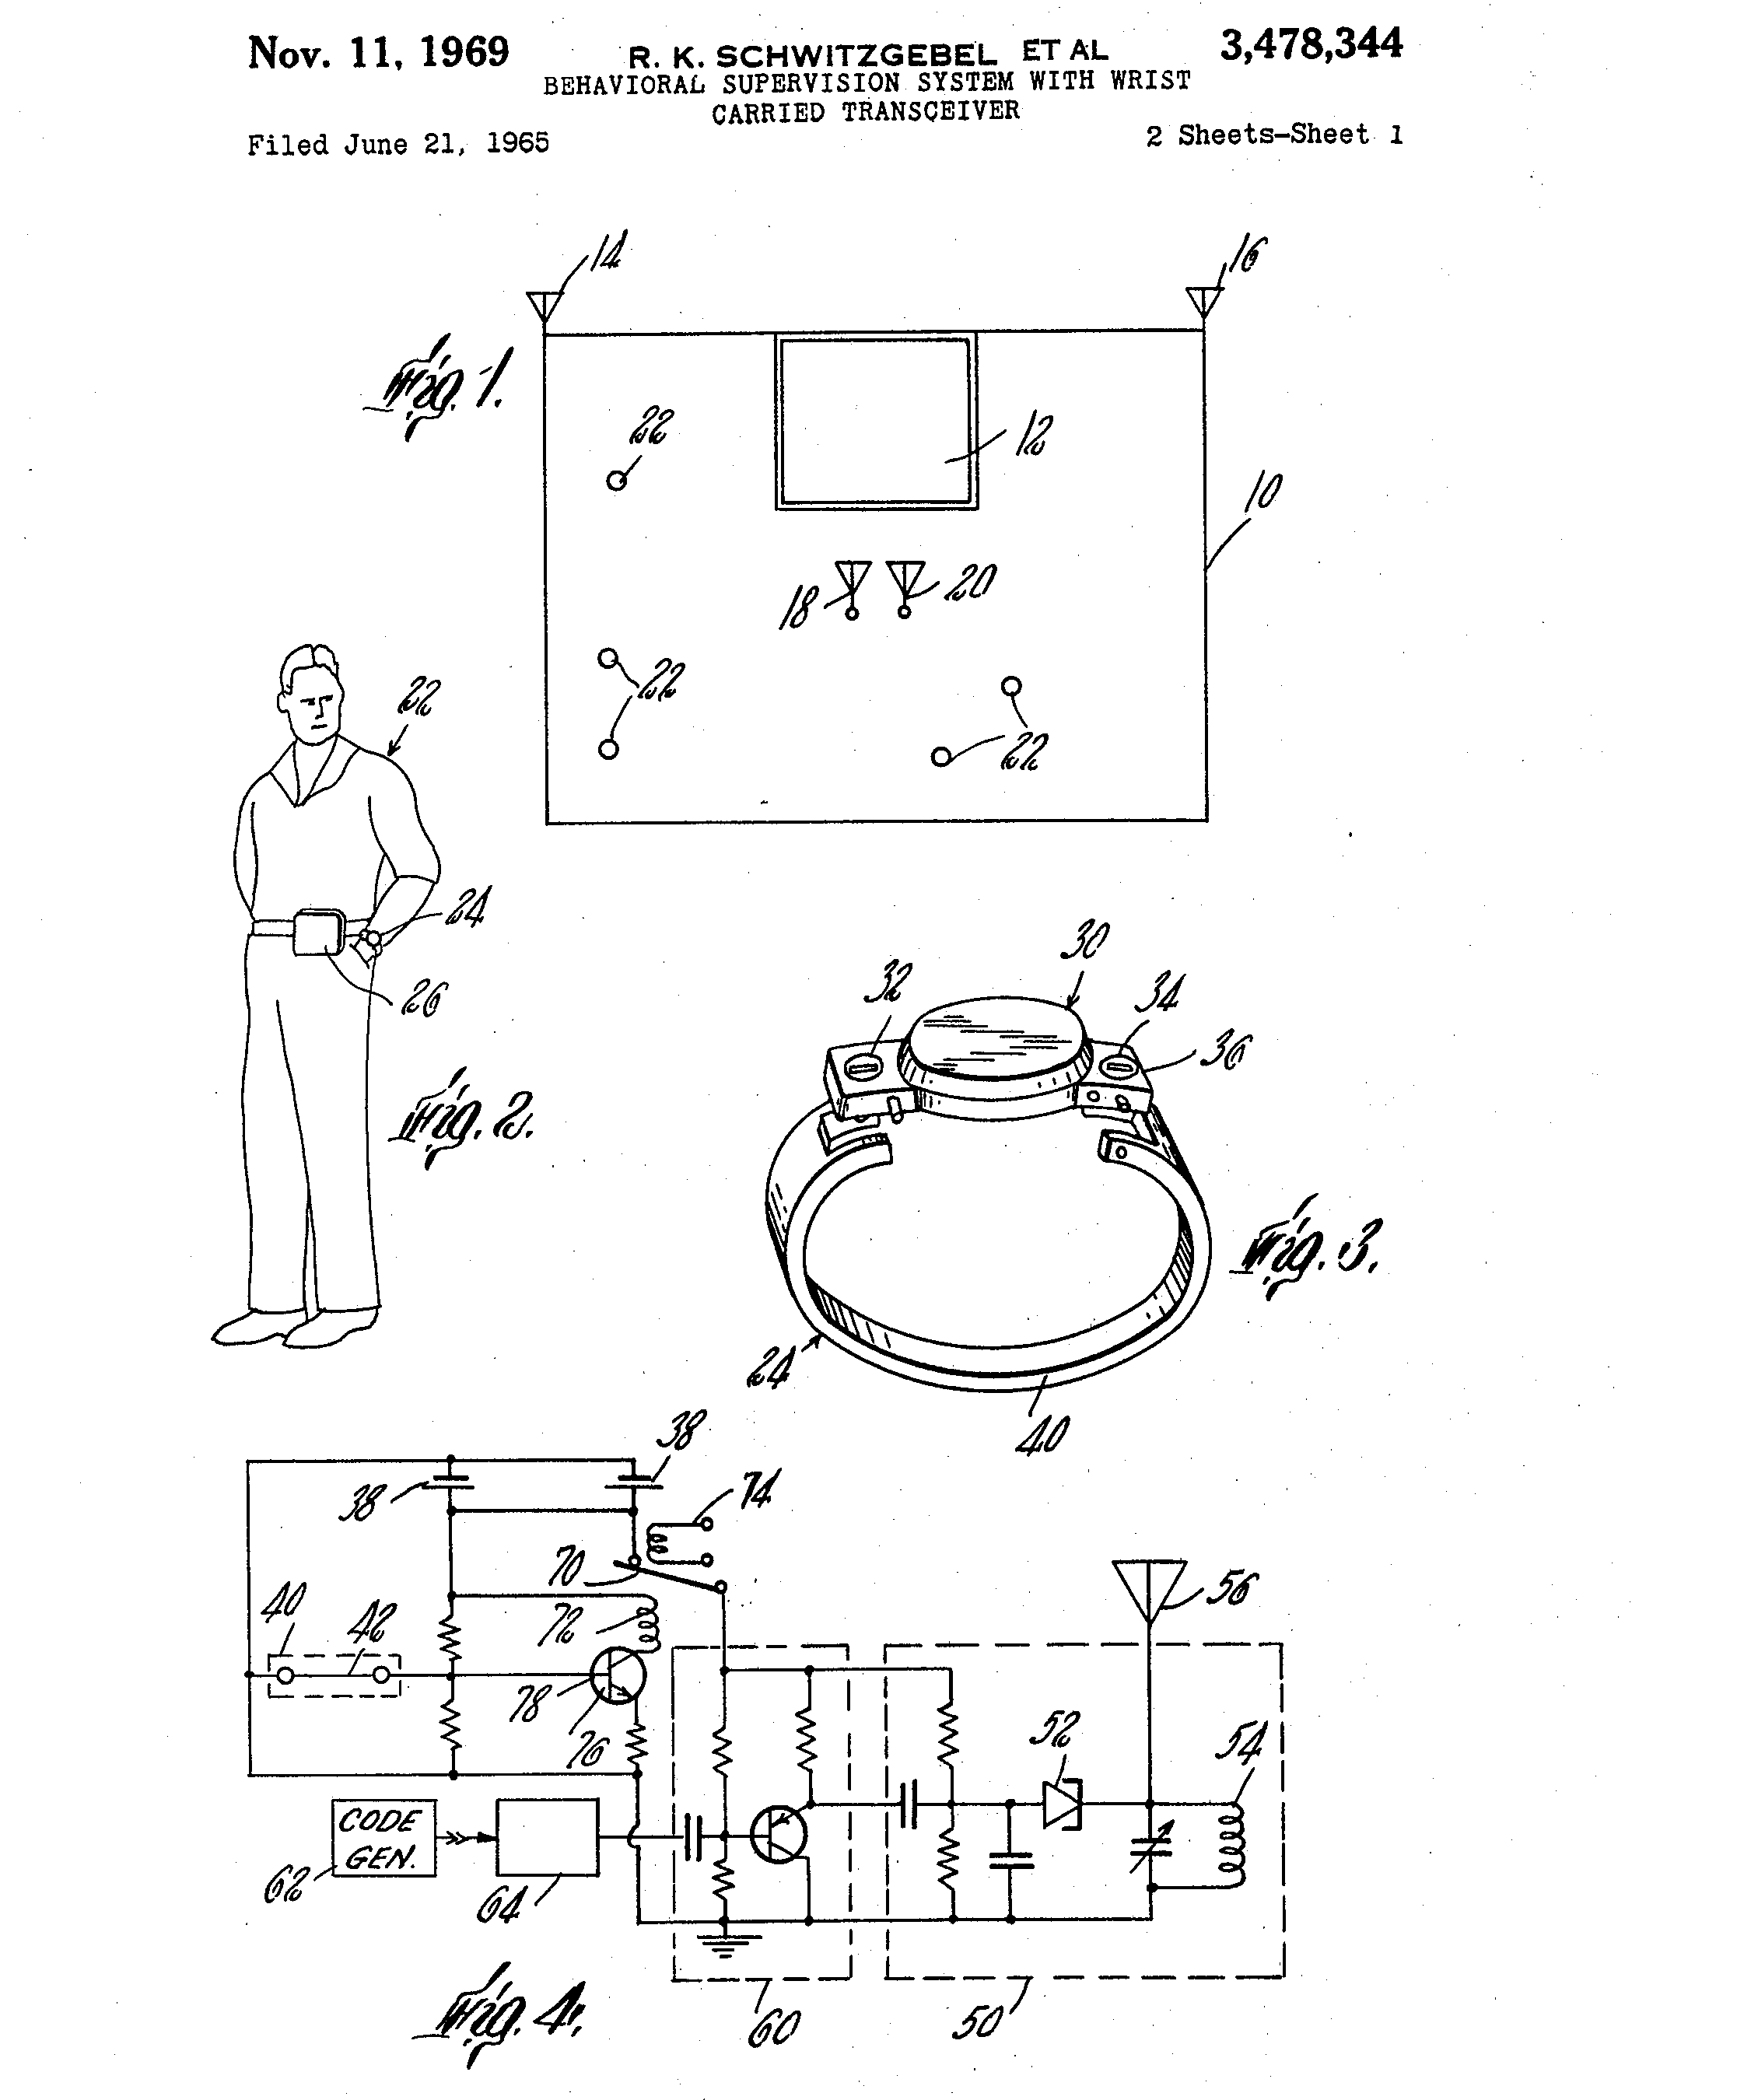 Nov. 11, 1969
R. K. SCHWITZGEBEL ET AL
3,478,344
BEHAVIORAL SUPERVISION SYSTEM WITH WRIST
CARRIED TRANSCEIVER
Filed June 21, 1965
2 Sheets-Sheet 1
14
16
Fig. 1.
22
12
10
18
20
22
22
22
24
26
Fig. 2.
30
32
34
36
Fig. 3.
24
40
38
38
74
70
40
42
72
56
78
76
52
54
CODE
GEN.
62
64
60
50
Fig. 4.